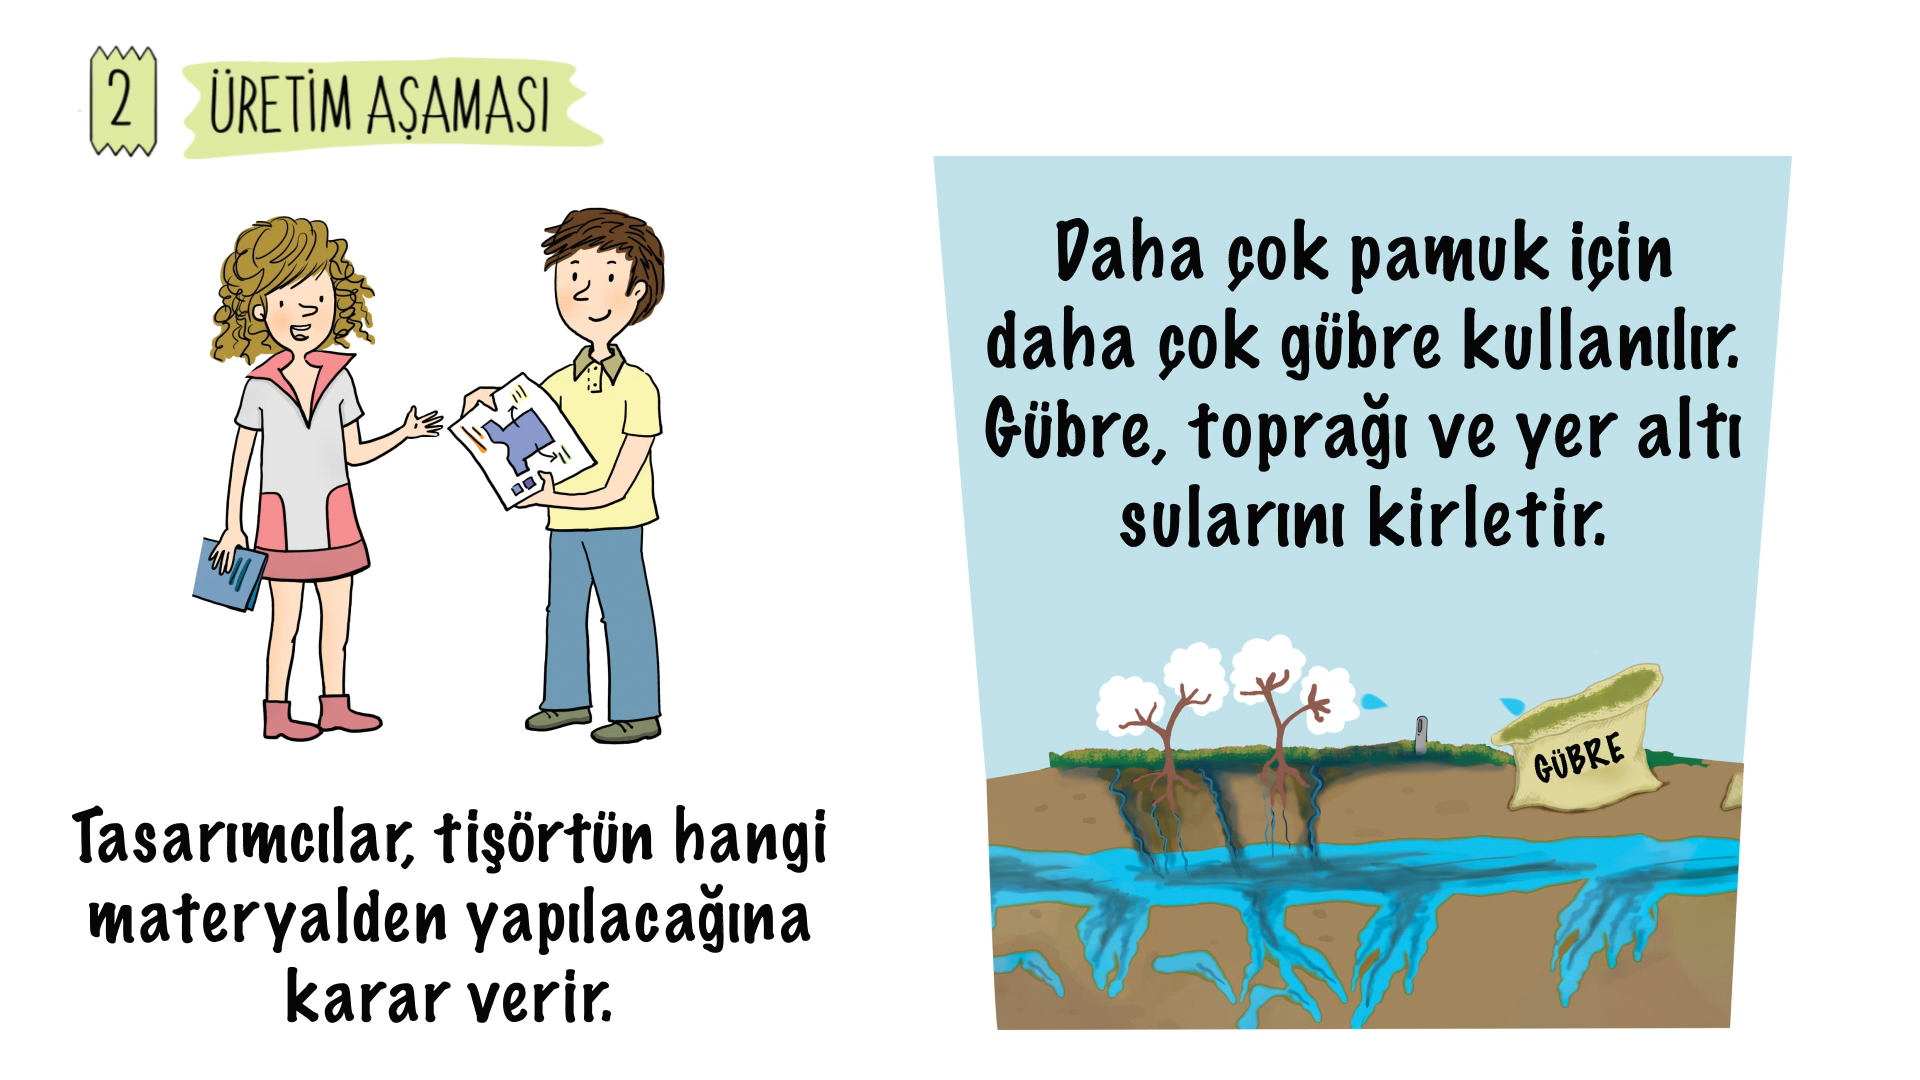 2 ÜRETİM AŞAMASI
Tasarımcılar, tişörtün hangi
materyalden yapılacağına
karar verir.
Daha çok pamuk için
daha çok gübre kullanılır.
Gübre, toprağı ve yer altı
sularını kirletir.
GÜBRE